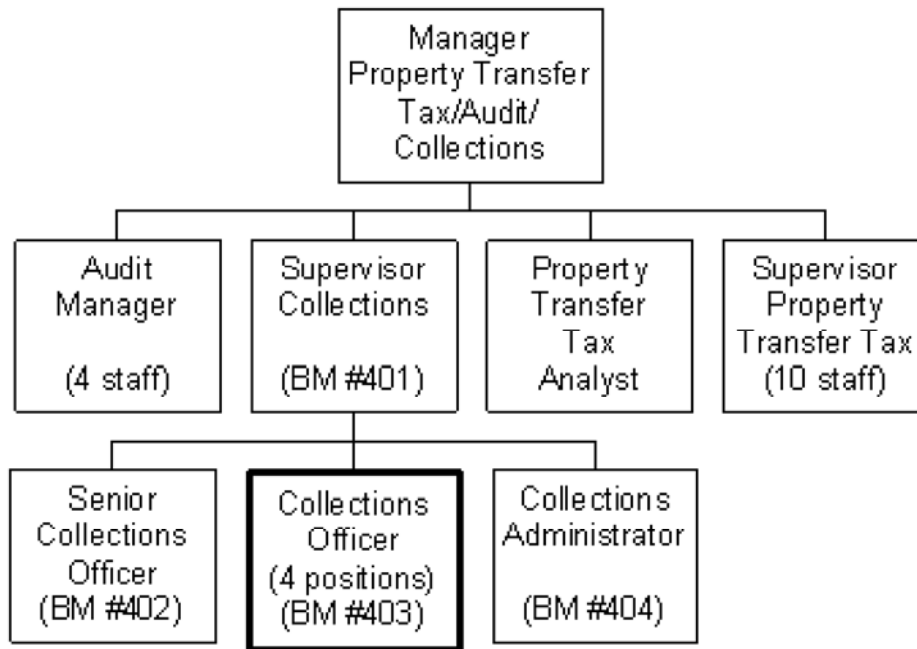 Manager
Property Transfer
Tax/Audit/
Collections
Audit
Manager
(4 staff)
Supervisor
Collections
(BM #401)
Property
Transfer
Tax
Analyst
Supervisor
Property
Transfer Tax
(10 staff)
Senior
Collections
Officer
(BM #402)
Collections
Officer
(4 positions)
(BM #403)
Collections
Administrator
(BM #404)